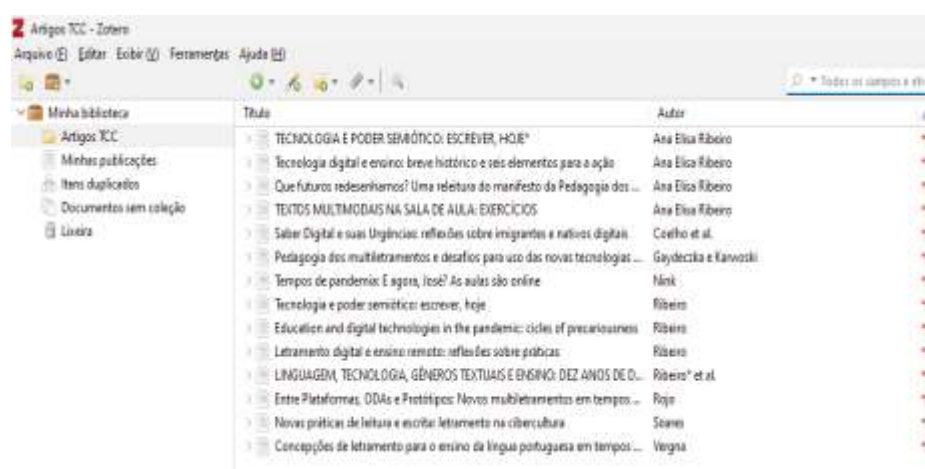 Artigos TCC - Zotero
Arquivo (F) Editar Exibir (V) Ferramentas Ajuda (H)
Todos os campos e
Minha biblioteca
Artigos TCC
Minhas publicações
Itens duplicados
Documentos sem coleção
Lixeira
Título Autor
TECNOLOGIA E PODER SEMIÓTICO: ESCREVER, HOJE* Ana Elisa Ribeiro
Tecnologia digital e ensino: breve histórico e seis elementos para a ação Ana Elisa Ribeiro
Que futuros redesenhamos? Uma releitura do manifesto da Pedagogia dos ... Ana Elisa Ribeiro
TEXTOS MULTIMODAIS NA SALA DE AULA: EXERCÍCIOS Ana Elisa Ribeiro
Saber Digital e suas Urgências: reflexões sobre imigrantes e nativos digitais Coelho et al.
Pedagogia dos multiletramentos e desafios para uso das novas tecnologias ... Gaydeczka e Karwoski
Tempos de pandemia: E agora, José? As aulas são online Nink
Tecnologia e poder semiótico: escrever, hoje Ribeiro
Education and digital technologies in the pandemic: cicles of precariousness Ribeiro
Letramento digital e ensino remoto: reflexões sobre práticas Ribeiro
LINGUAGEM, TECNOLOGIA, GÊNEROS TEXTUAIS E ENSINO: DEZ ANOS DE D... Ribeiro* et al.
Entre Plataformas, ODAs e Protótipos: Novos multiletramentos em tempos ... Rojo
Novas práticas de leitura e escrita: letramento na cibercultura Soares
Concepções de letramento para o ensino da língua portuguesa em tempos ... Vergna